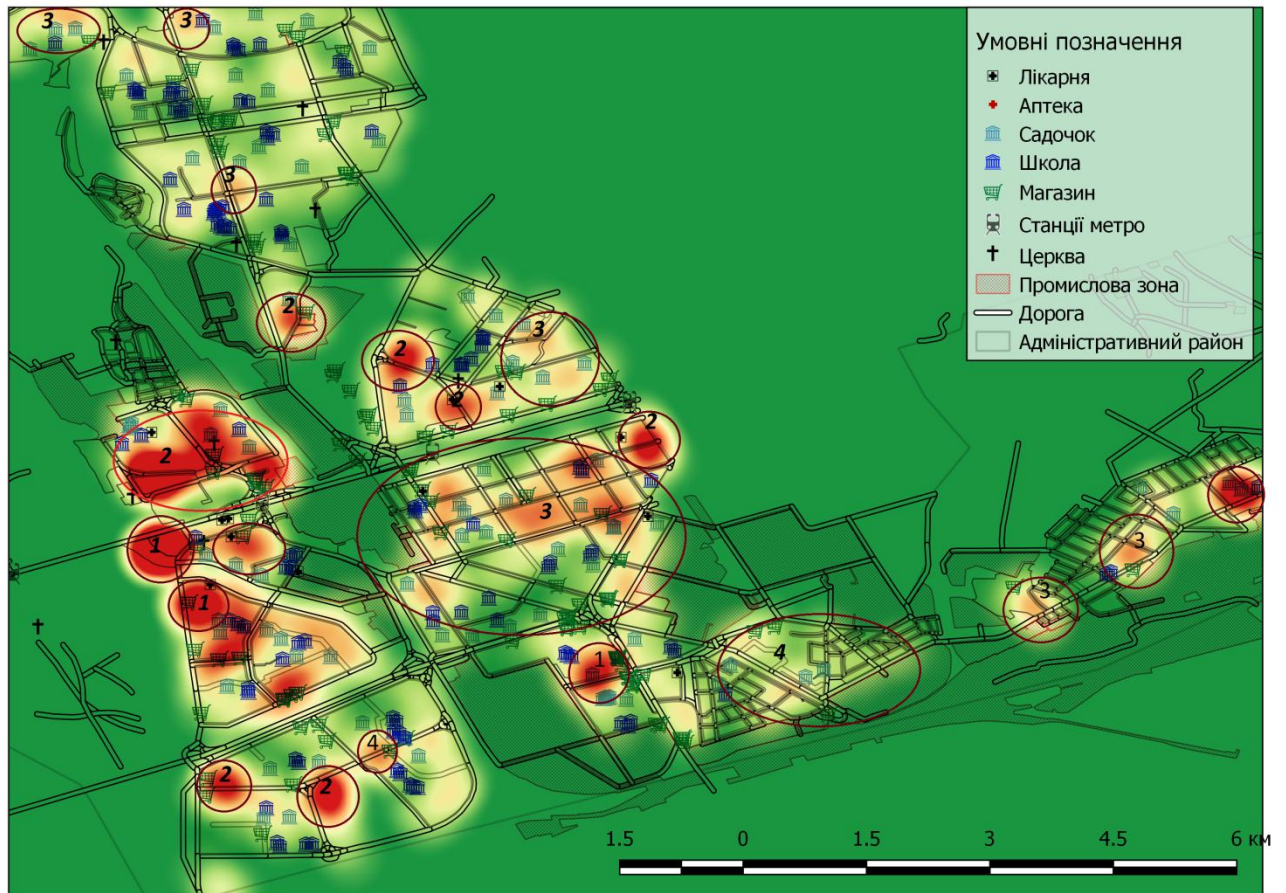 3
3
Умовні позначення
Лікарня
Аптека
Садочок
Школа
Магазин
Станції метро
Церква
Промислова зона
Дорога
Адміністративний район
3
2
2
3
2
2
2
3
1
1
3
3
1
4
4
2
2
1.5 0 1.5 3 4.5 6 км